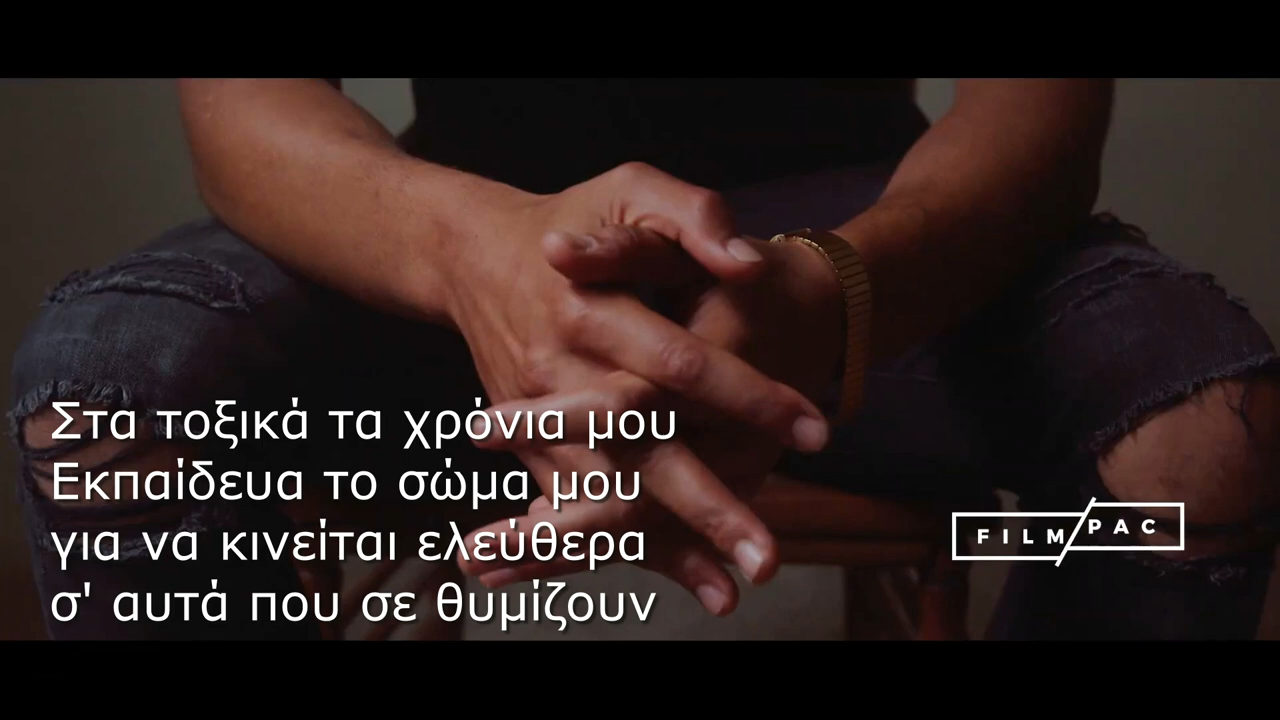 Στα τοξικά τα χρόνια μου
Εκπαίδευα το σώμα μου
για να κινείται ελεύθερα
σ' αυτά που σε θυμίζουν
FILM PAC